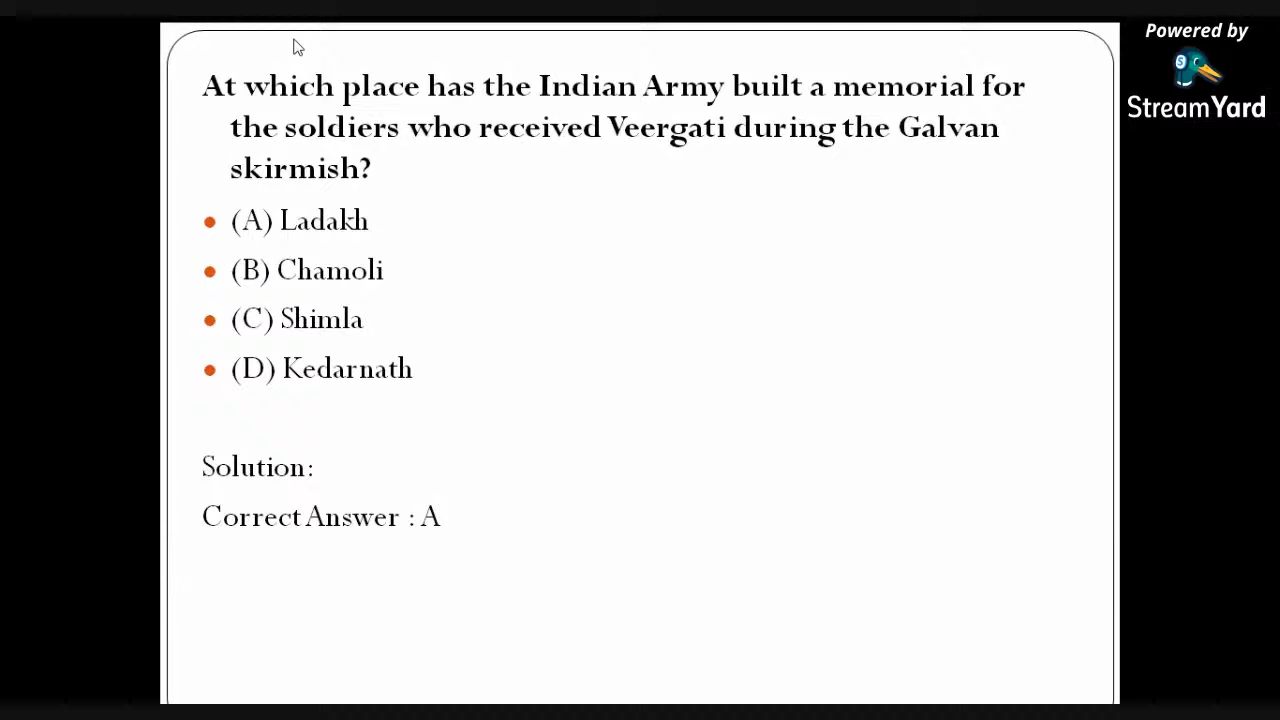 Powered by
StreamYard
At which place has the Indian Army built a memorial for
the soldiers who received Veergati during the Galvan
skirmish?
• (A) Ladakh
• (B) Chamoli
• (C) Shimla
• (D) Kedarnath
Solution:
Correct Answer : A